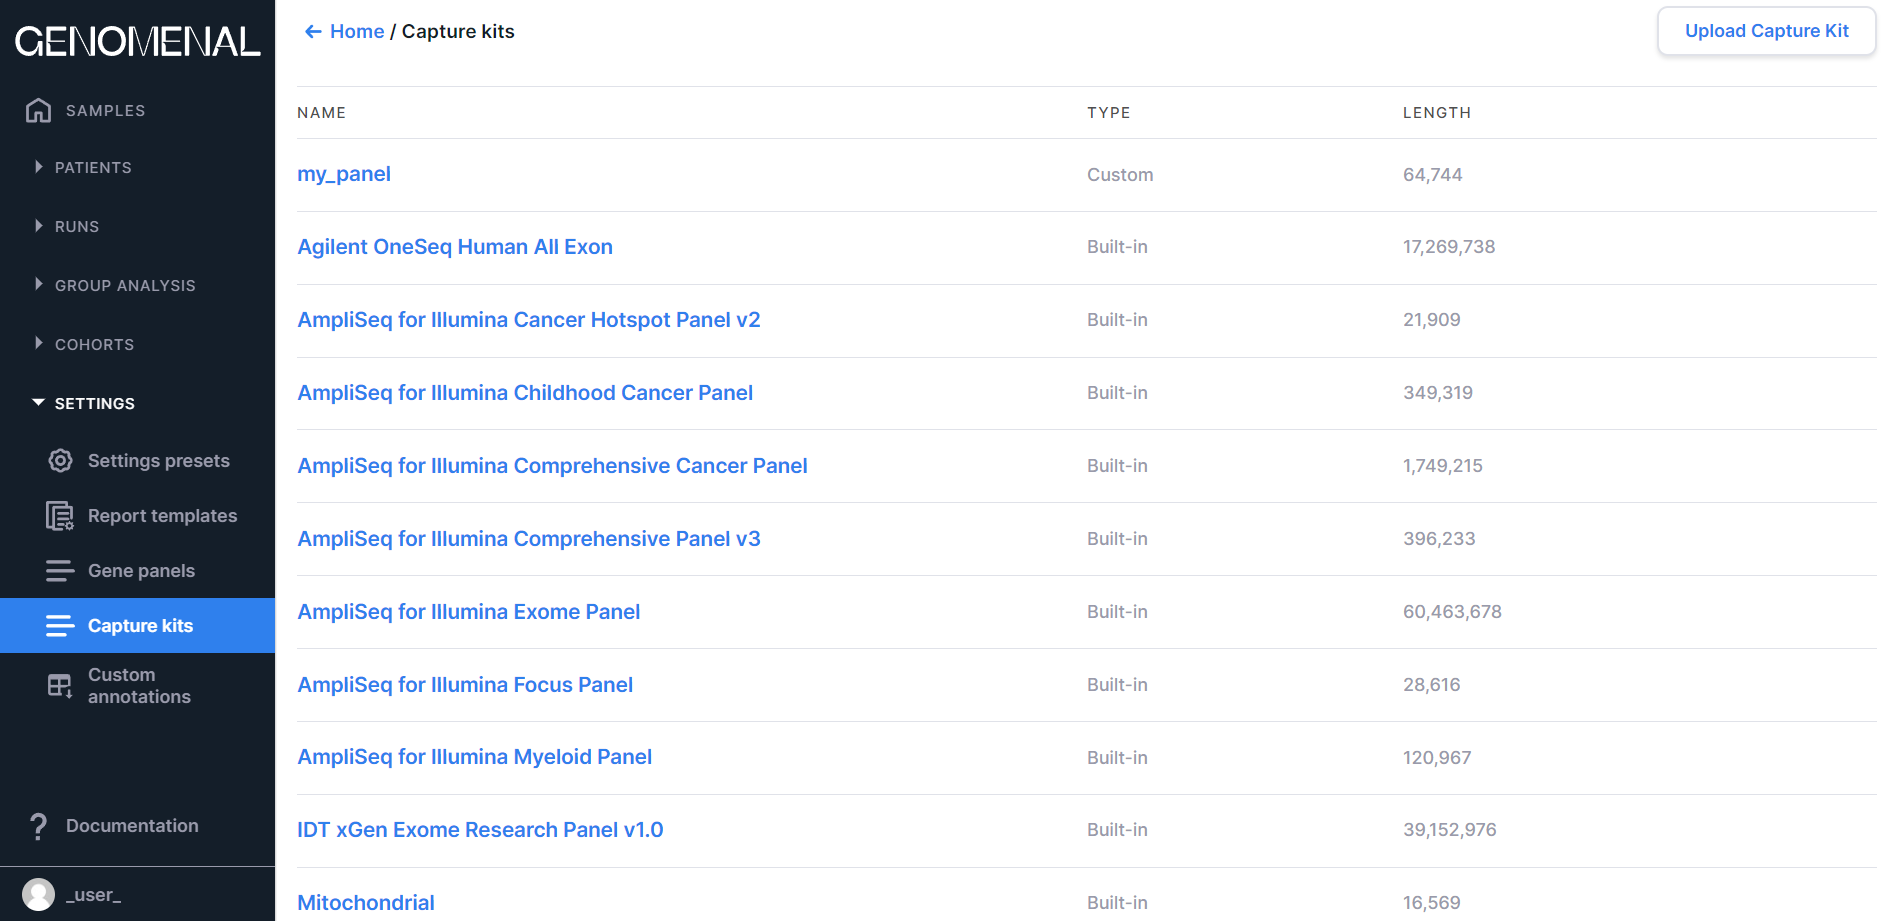 GENOMENAL
SAMPLES
PATIENTS
RUNS
GROUP ANALYSIS
COHORTS
SETTINGS
Settings presets
Report templates
Gene panels
Capture kits
Custom
annotations
Documentation
_user_
Home / Capture kits
Upload Capture Kit
NAME TYPE LENGTH
my_panel Custom 64,744
Agilent OneSeq Human All Exon Built-in 17,269,738
AmpliSeq for Illumina Cancer Hotspot Panel v2 Built-in 21,909
AmpliSeq for Illumina Childhood Cancer Panel Built-in 349,319
AmpliSeq for Illumina Comprehensive Cancer Panel Built-in 1,749,215
AmpliSeq for Illumina Comprehensive Panel v3 Built-in 396,233
AmpliSeq for Illumina Exome Panel Built-in 60,463,678
AmpliSeq for Illumina Focus Panel Built-in 28,616
AmpliSeq for Illumina Myeloid Panel Built-in 120,967
IDT xGen Exome Research Panel v1.0 Built-in 39,152,976
Mitochondrial Built-in 16,569